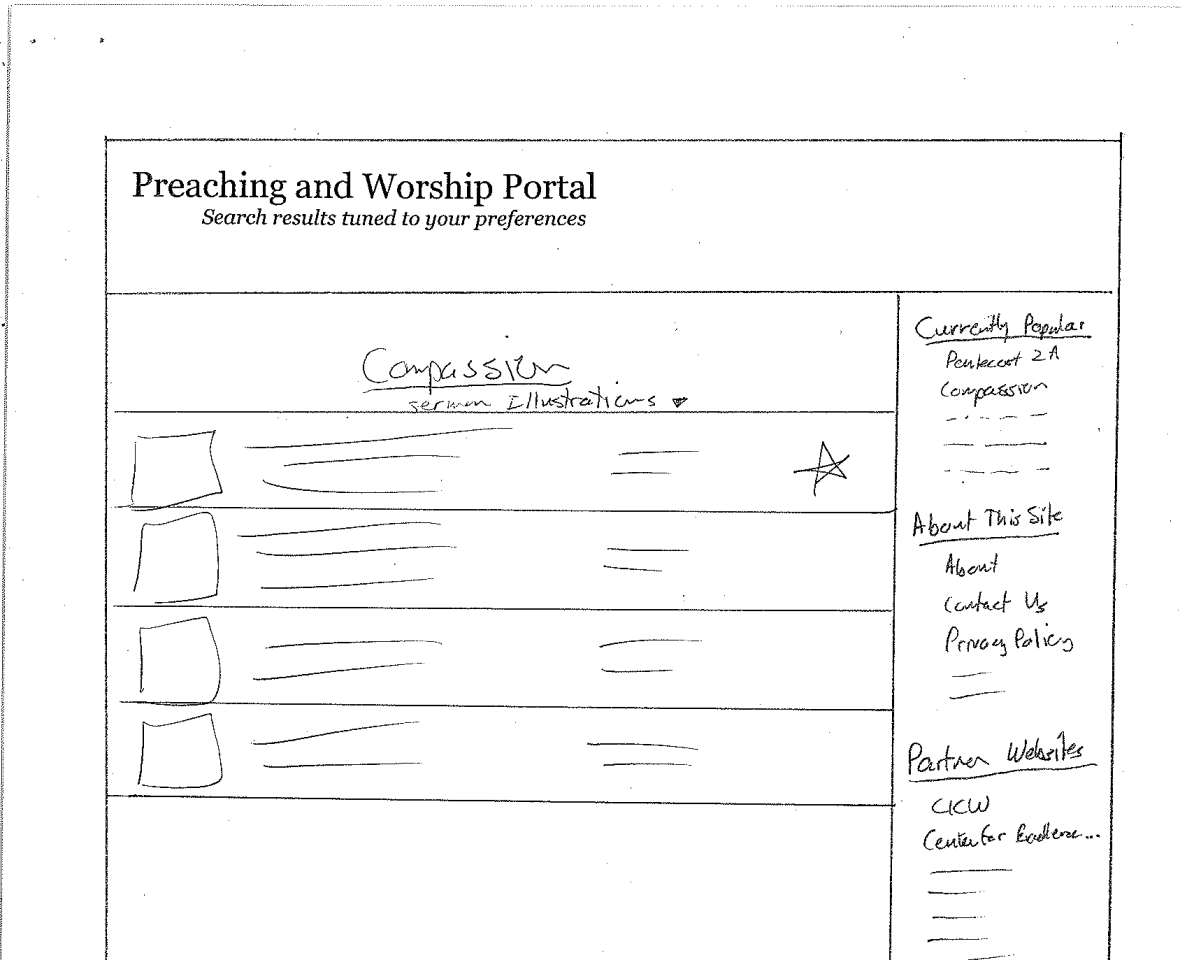 Preaching and Worship Portal
Search results tuned to your preferences
Compassion
sermon Illustrations
Currently Popular
Pentecost 2A
Compassion
About This Site
About
Contact Us
Privacy Policy
Partner Websites
CICW
Center for Excellence...